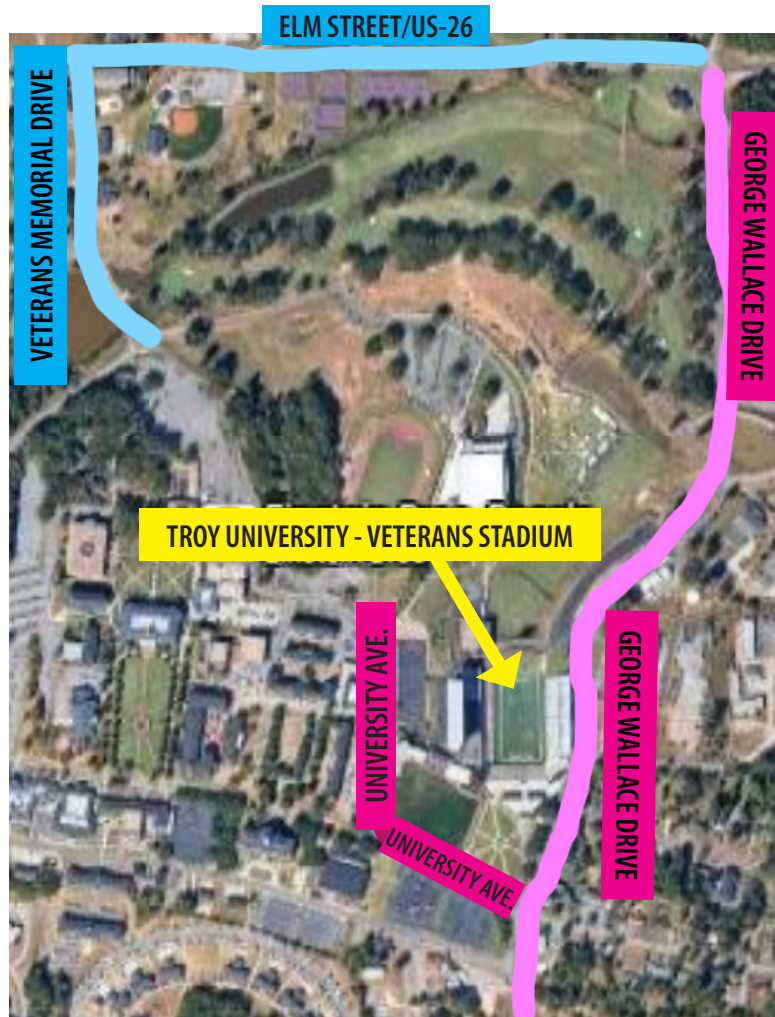 ELM STREET/US-26
VETERANS MEMORIAL DRIVE
GEORGE WALLACE DRIVE
TROY UNIVERSITY - VETERANS STADIUM
UNIVERSITY AVE.
GEORGE WALLACE DRIVE
UNIVERSITY AVE.